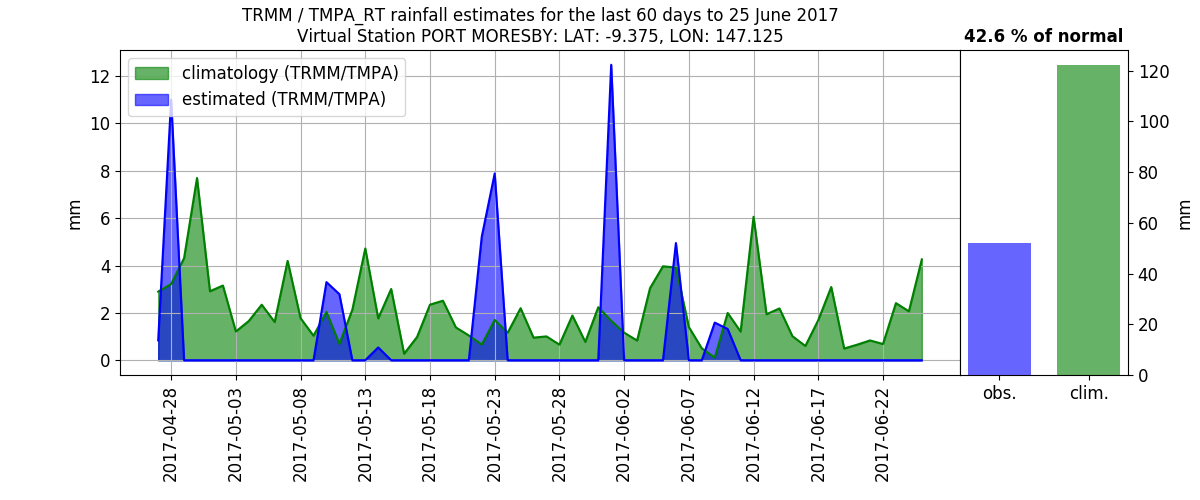 TRMM / TMPA_RT rainfall estimates for the last 60 days to 25 June 2017
Virtual Station PORT MORESBY: LAT: -9.375, LON: 147.125
42.6 % of normal
climatology (TRMM/TMPA)
estimated (TRMM/TMPA)
mm
12
10
8
6
4
2
0
2017-04-28
2017-05-03
2017-05-08
2017-05-13
2017-05-18
2017-05-23
2017-05-28
2017-06-02
2017-06-07
2017-06-12
2017-06-17
2017-06-22
obs.
clim.
120
100
80
60
40
20
0
mm